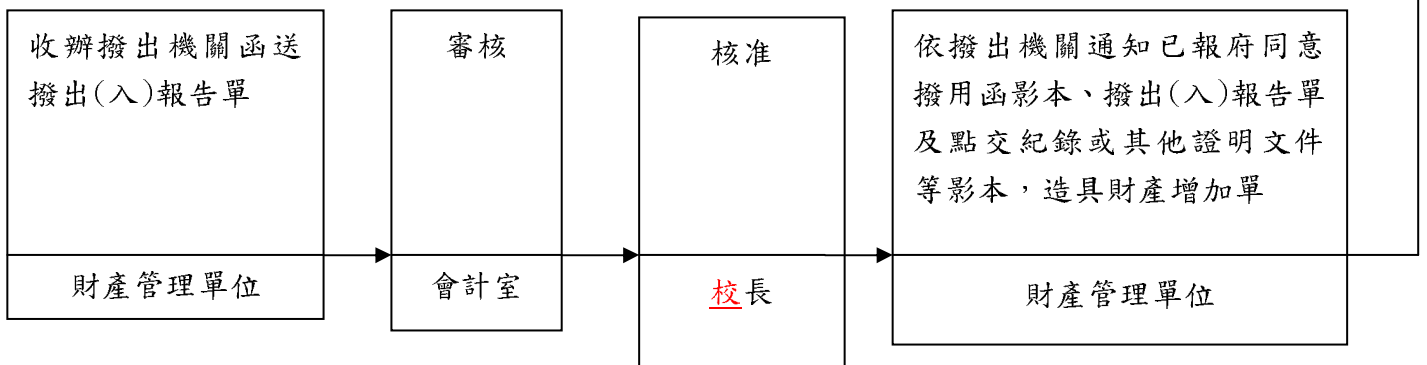 收辦撥出機關函送
撥出(入)報告單
財產管理單位
審核
會計室
核准
校長
依撥出機關通知已報府同意
撥用函影本、撥出(入)報告單
及點交紀錄或其他證明文件
等影本，造具財產增加單
財產管理單位